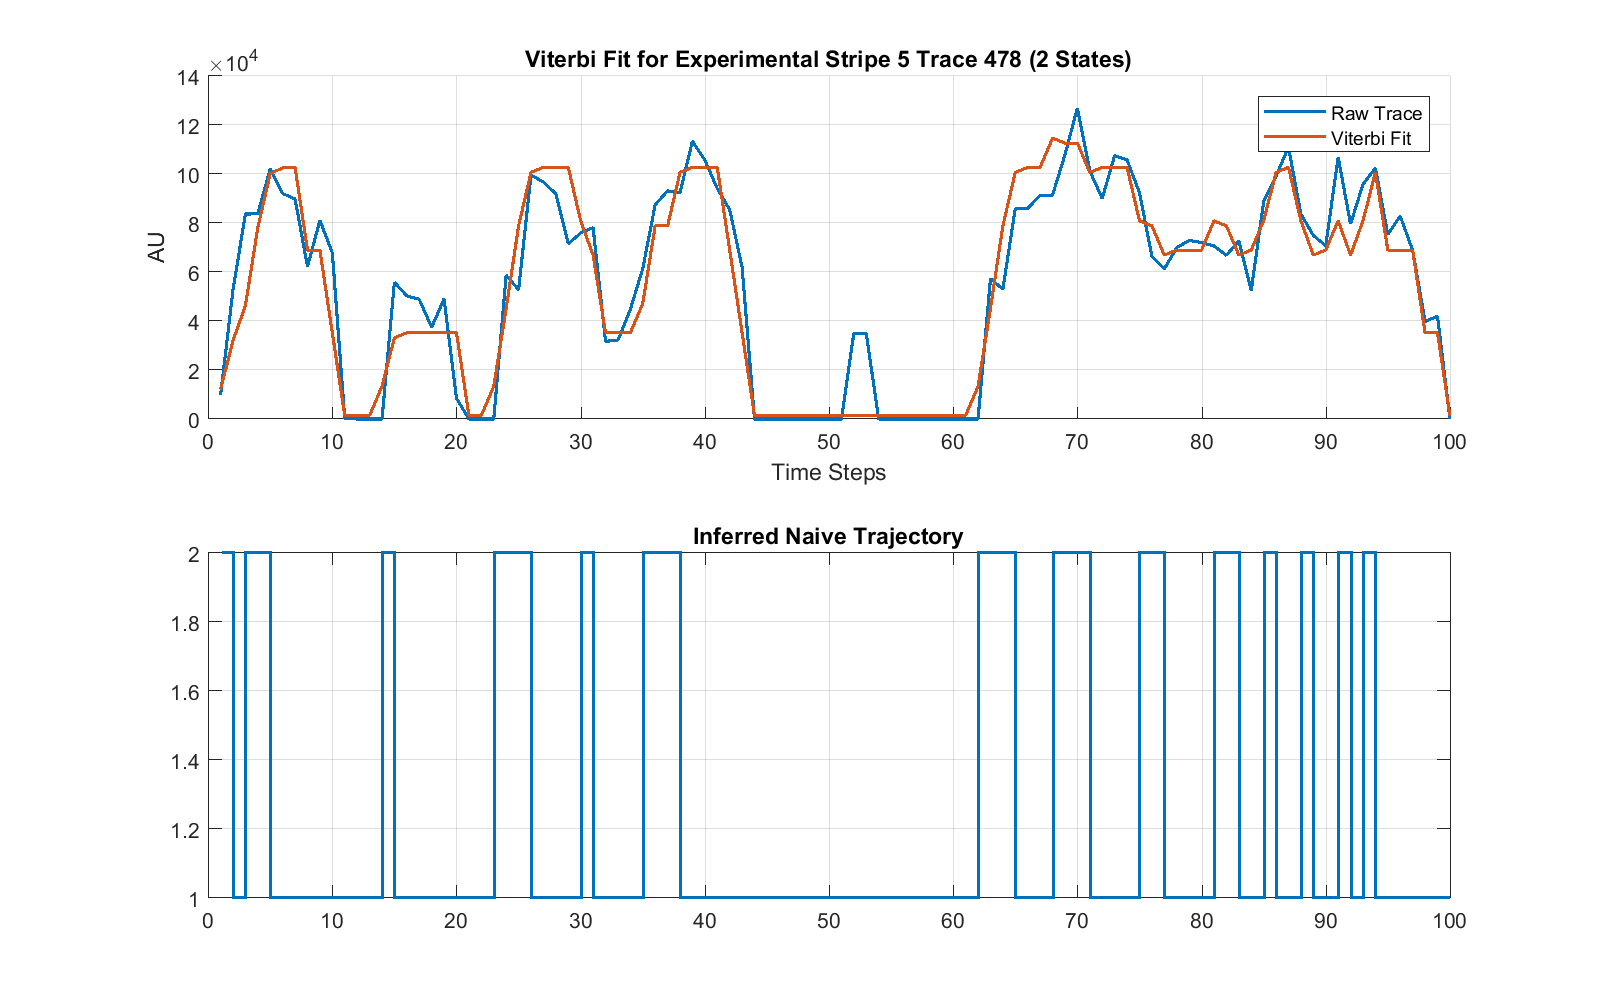 Viterbi Fit for Experimental Stripe 5 Trace 478 (2 States)
×10⁴
14
12
10
8
6
4
2
0
AU
Raw Trace
Viterbi Fit
0 10 20 30 40 50 60 70 80 90 100
Time Steps
Inferred Naive Trajectory
2
1.8
1.6
1.4
1.2
1
0 10 20 30 40 50 60 70 80 90 100